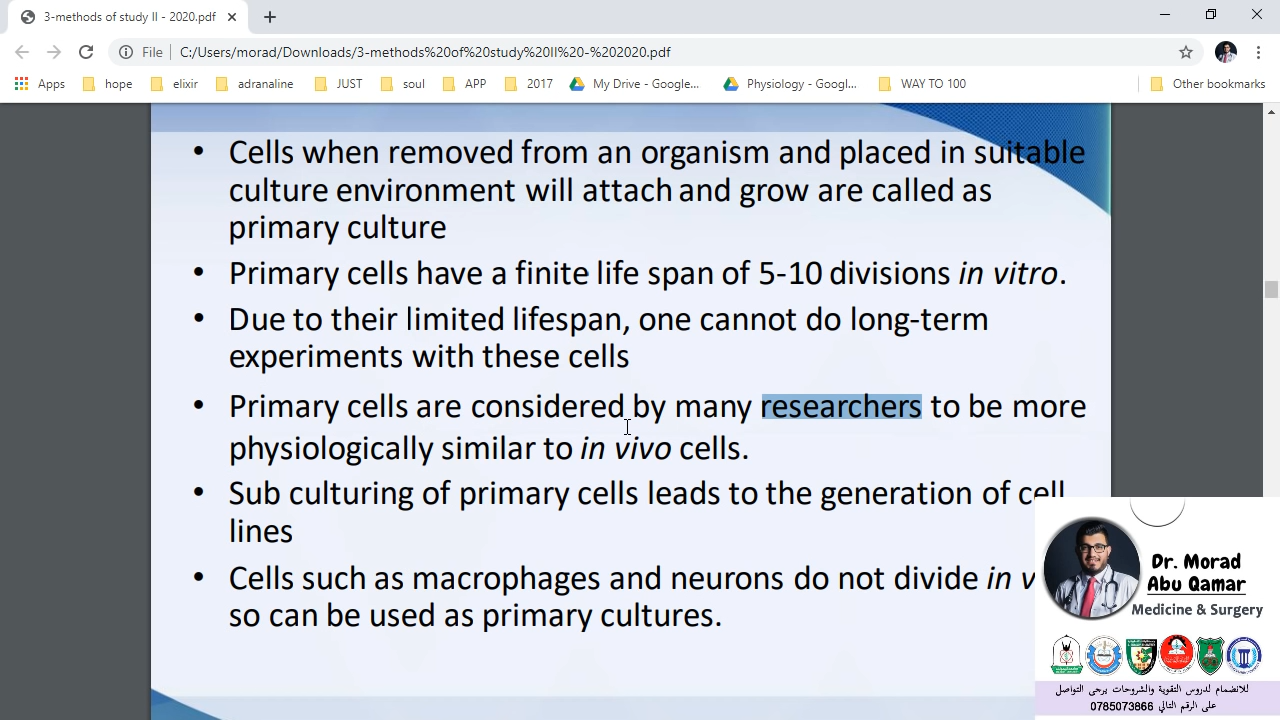 3-methods of study II - 2020.pdf
File
C:/Users/morad/Downloads/3-methods%20of%20study%20II%20-%202020.pdf
Apps
hope
elixir
adranaline
JUST
soul
APP
2017
My Drive - Google...
Physiology - Googl...
WAY TO 100
Other bookmarks
• Cells when removed from an organism and placed in suitable
culture environment will attach and grow are called as
primary culture
• Primary cells have a finite life span of 5-10 divisions in vitro.
• Due to their limited lifespan, one cannot do long-term
experiments with these cells
• Primary cells are considered by many researchers to be more
physiologically similar to in vivo cells.
• Sub culturing of primary cells leads to the generation of cell
lines
• Cells such as macrophages and neurons do not divide in v
so can be used as primary cultures.
Dr. Morad
Abu Qamar
Medicine & Surgery
للانضمام لدروس التقوية والشروحات يرجى التواصل
على الرقم التالي 0785073866